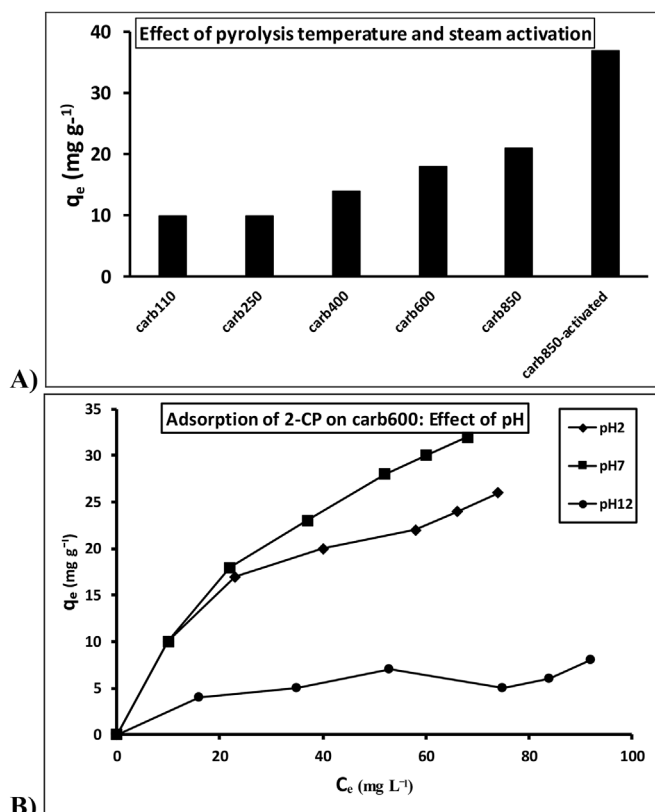 Effect of pyrolysis temperature and steam activation
40
30
20
10
0
qe (mg g-1)
carb110
carb250
carb400
carb600
carb850
carb850-activated
A)
Adsorption of 2-CP on carb600: Effect of pH
35
30
25
20
15
10
5
0
qe (mg g⁻¹)
pH2
pH7
pH12
0 20 40 60 80 100
Ce (mg L⁻¹)
B)